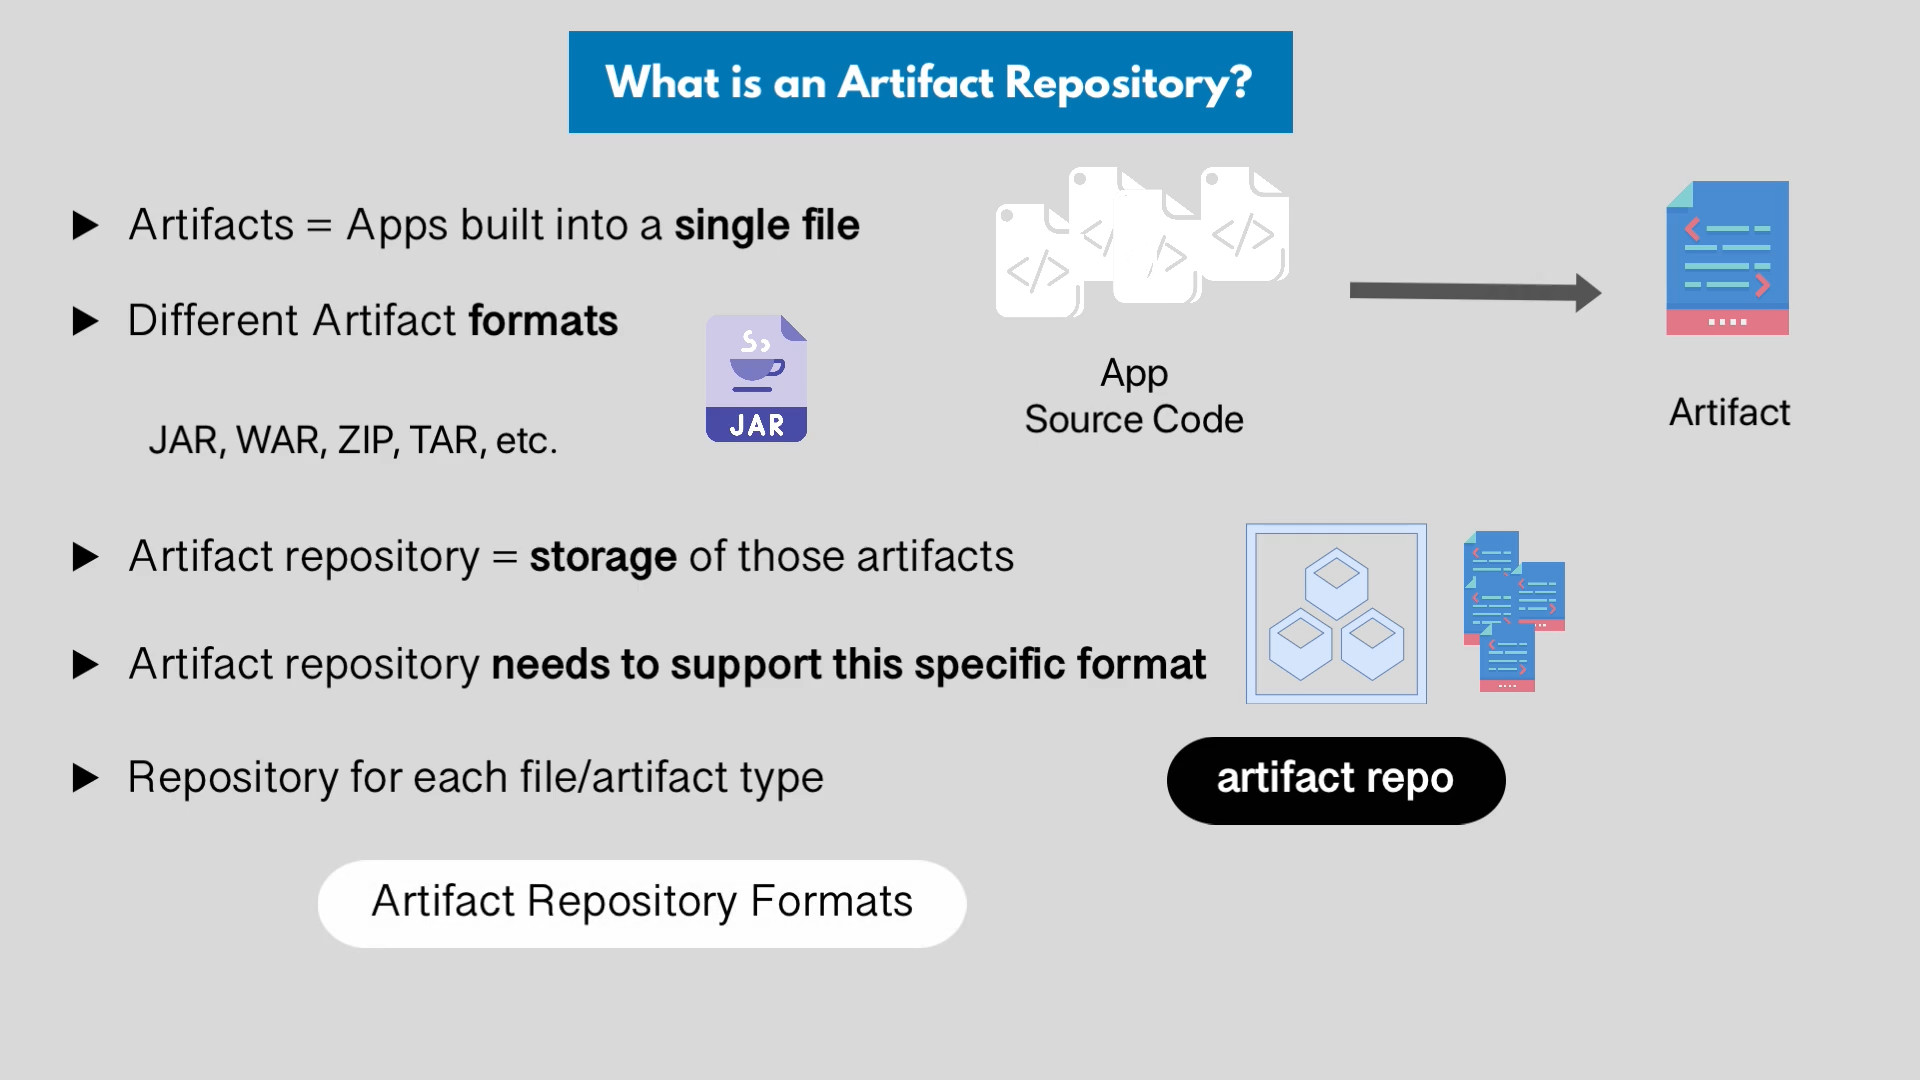 What is an Artifact Repository?
Artifacts = Apps built into a single file
Different Artifact formats
JAR
JAR, WAR, ZIP, TAR, etc.
App
Source Code
Artifact
Artifact repository = storage of those artifacts
Artifact repository needs to support this specific format
Repository for each file/artifact type
artifact repo
Artifact Repository Formats